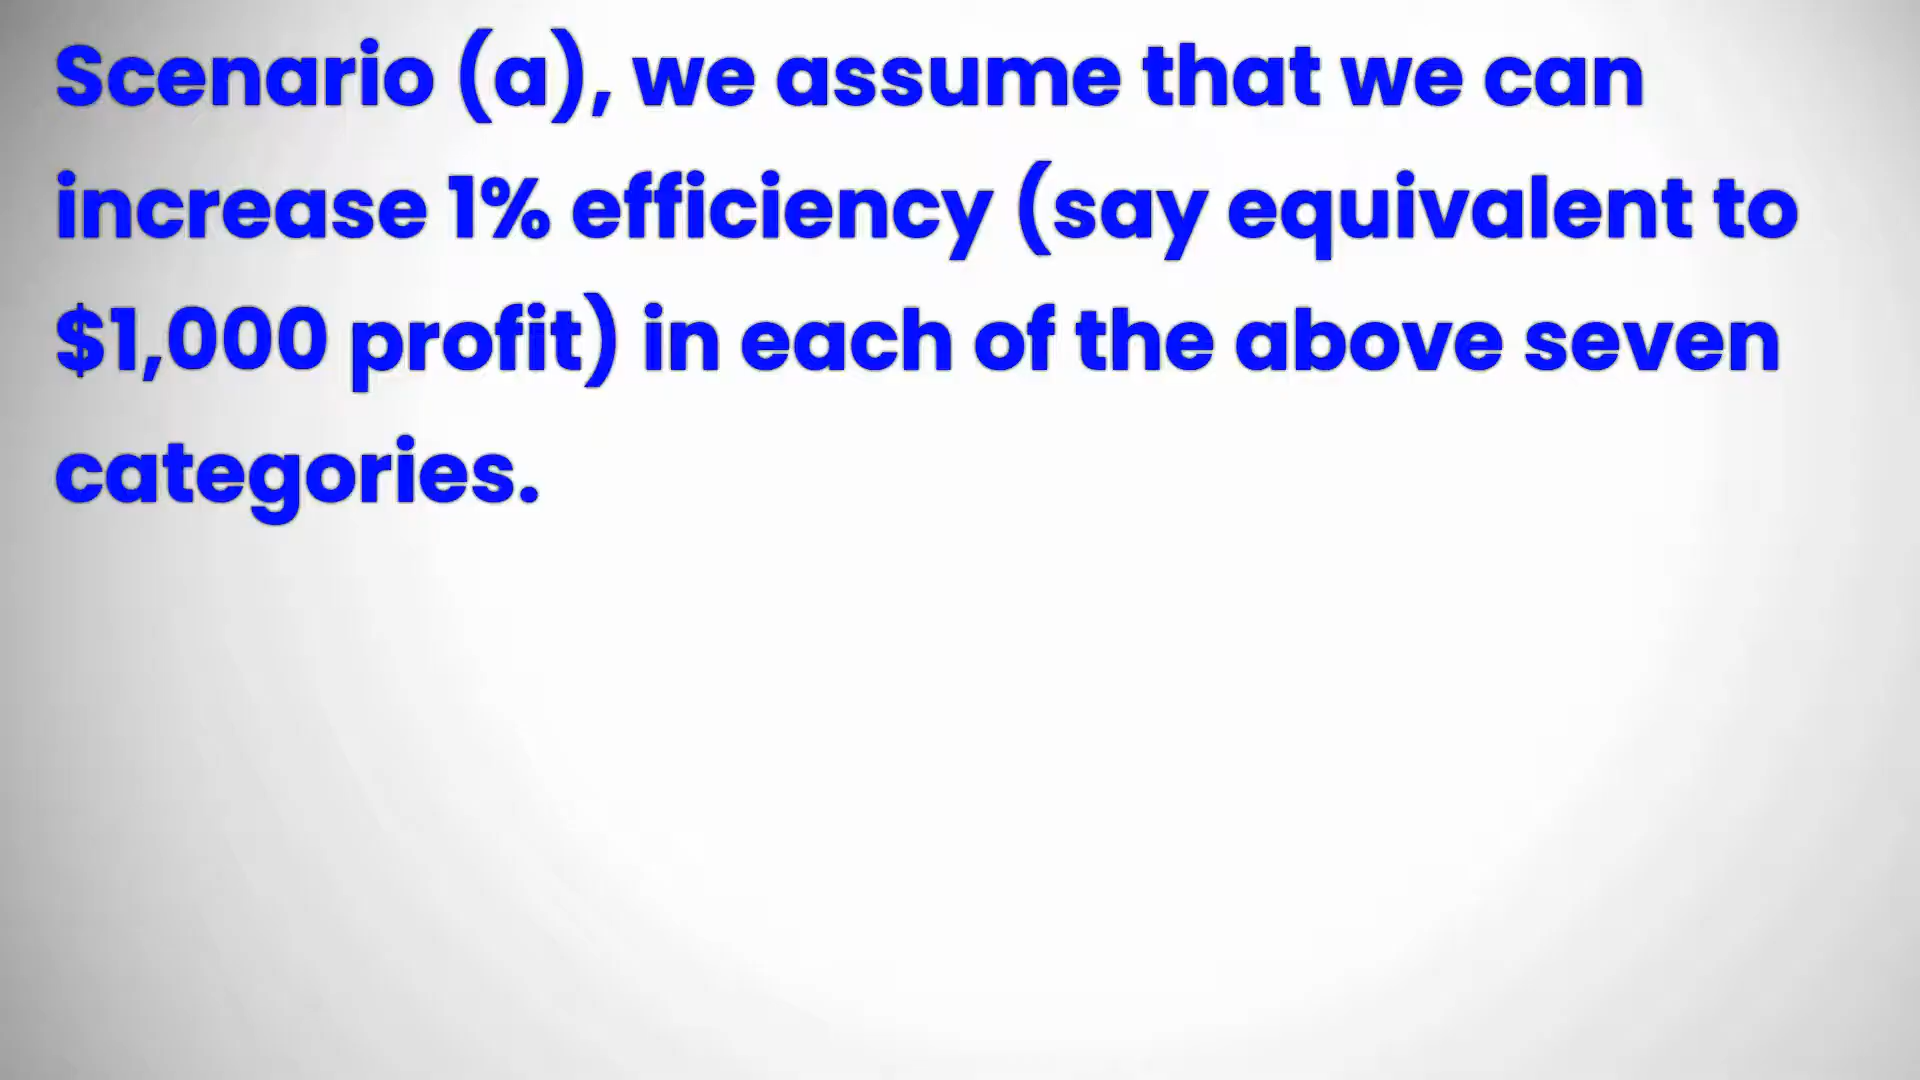 Scenario (a), we assume that we can
increase 1% efficiency (say equivalent to
$1,000 profit) in each of the above seven
categories.